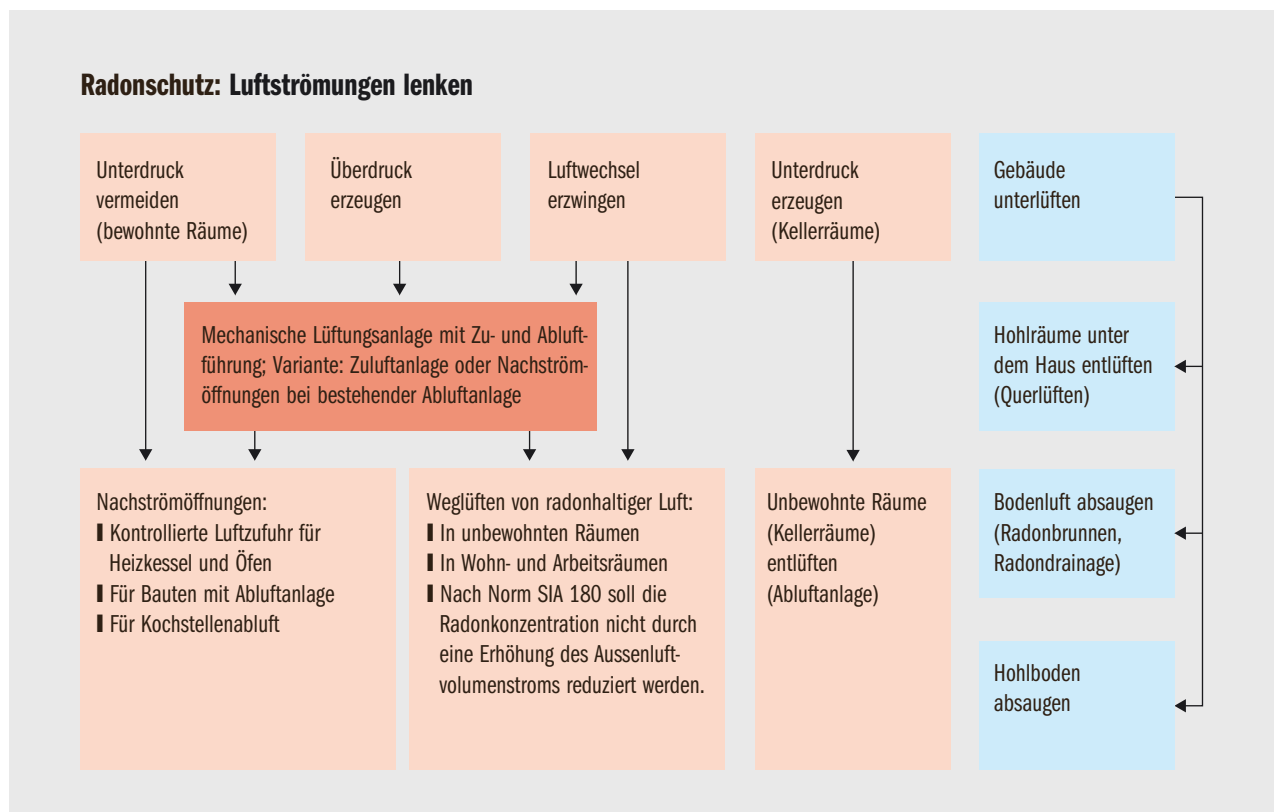 Radonschutz: Luftströmungen lenken
Unterdruck
vermeiden
(bewohnte Räume)
Überdruck
erzeugen
Luftwechsel
erzwingen
Unterdruck
erzeugen
(Kellerräume)
Gebäude
unterlüften
Mechanische Lüftungsanlage mit Zu- und Abluft-
führung; Variante: Zuluftanlage oder Nachström-
öffnungen bei bestehender Abluftanlage
Hohlräume unter
dem Haus entlüften
(Querlüften)
Nachströmöffnungen:
❚ Kontrollierte Luftzufuhr für
Heizkessel und Öfen
❚ Für Bauten mit Abluftanlage
❚ Für Kochstellenabluft
Weglüften von radonhaltiger Luft:
❚ In unbewohnten Räumen
❚ In Wohn- und Arbeitsräumen
❚ Nach Norm SIA 180 soll die
Radonkonzentration nicht durch
eine Erhöhung des Aussenluft-
volumenstroms reduziert werden.
Unbewohnte Räume
(Kellerräume)
entlüften
(Abluftanlage)
Bodenluft absaugen
(Radonbrunnen,
Radondrainage)
Hohlboden
absaugen